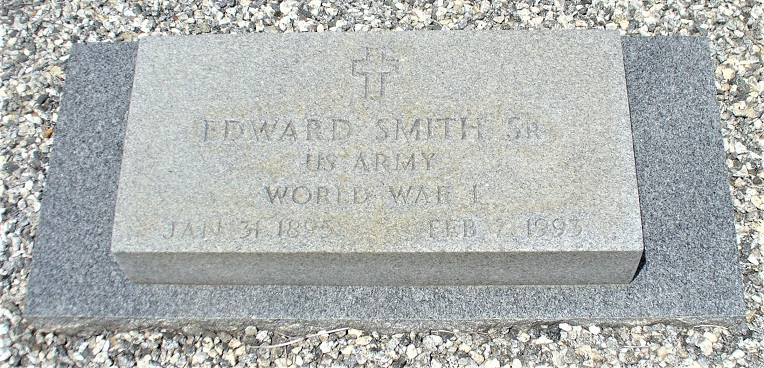 EDWARD SMITH SR
US ARMY
WORLD WAR I
JAN 31 1895 FEB 7 1993